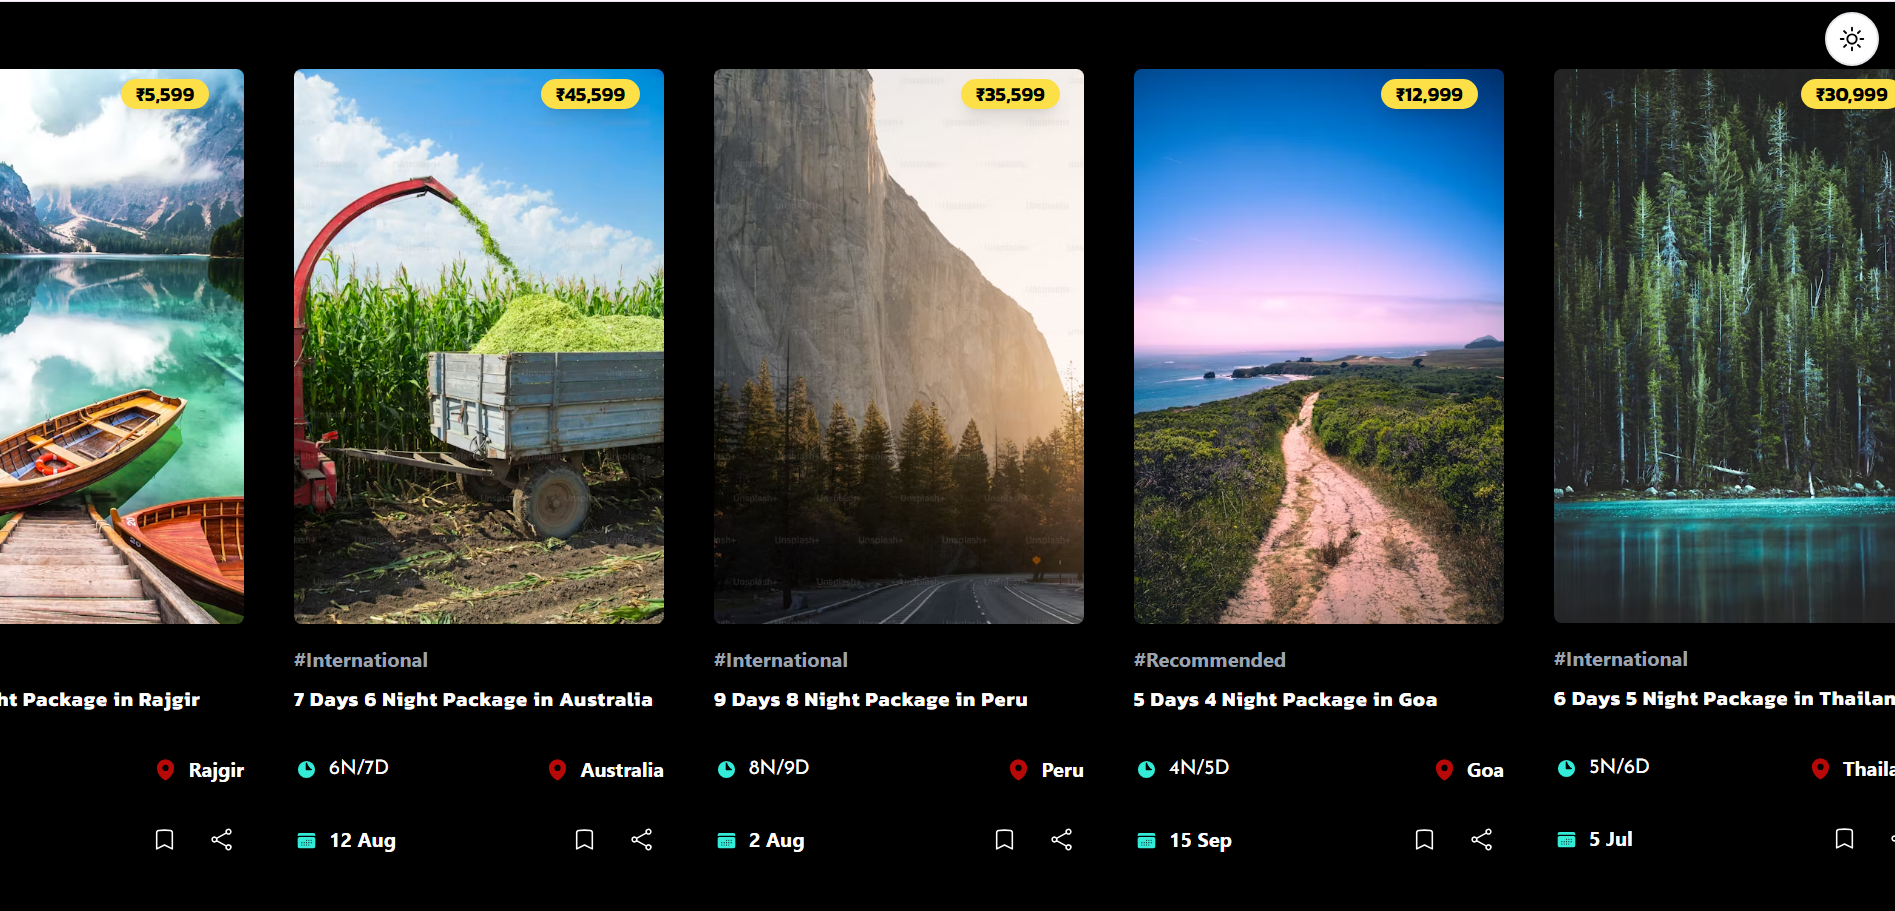 ₹5,599
₹45,599
₹35,599
₹12,999
₹30,999
Unsplash+
#International
#International
#Recommended
#International
ht Package in Rajgir
7 Days 6 Night Package in Australia
9 Days 8 Night Package in Peru
5 Days 4 Night Package in Goa
6 Days 5 Night Package in Thailan
Rajgir
6N/7D
Australia
8N/9D
Peru
4N/5D
Goa
5N/6D
Thaila
12 Aug
2 Aug
15 Sep
5 Jul